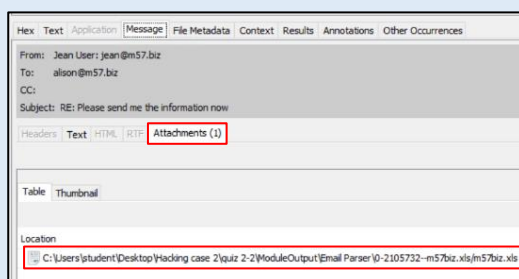 Hex Text Application Message File Metadata Context Results Annotations Other Occurrences
From: Jean User: jean@m57.biz
To: alison@m57.biz
CC:
Subject: RE: Please send me the information now
Headers Text HTML RTF Attachments (1)
Table Thumbnail
Location
C:\Users\student\Desktop\Hacking case 2\quiz 2-2\ModuleOutput\Email Parser\0-2105732--m57biz.xls/m57biz.xls